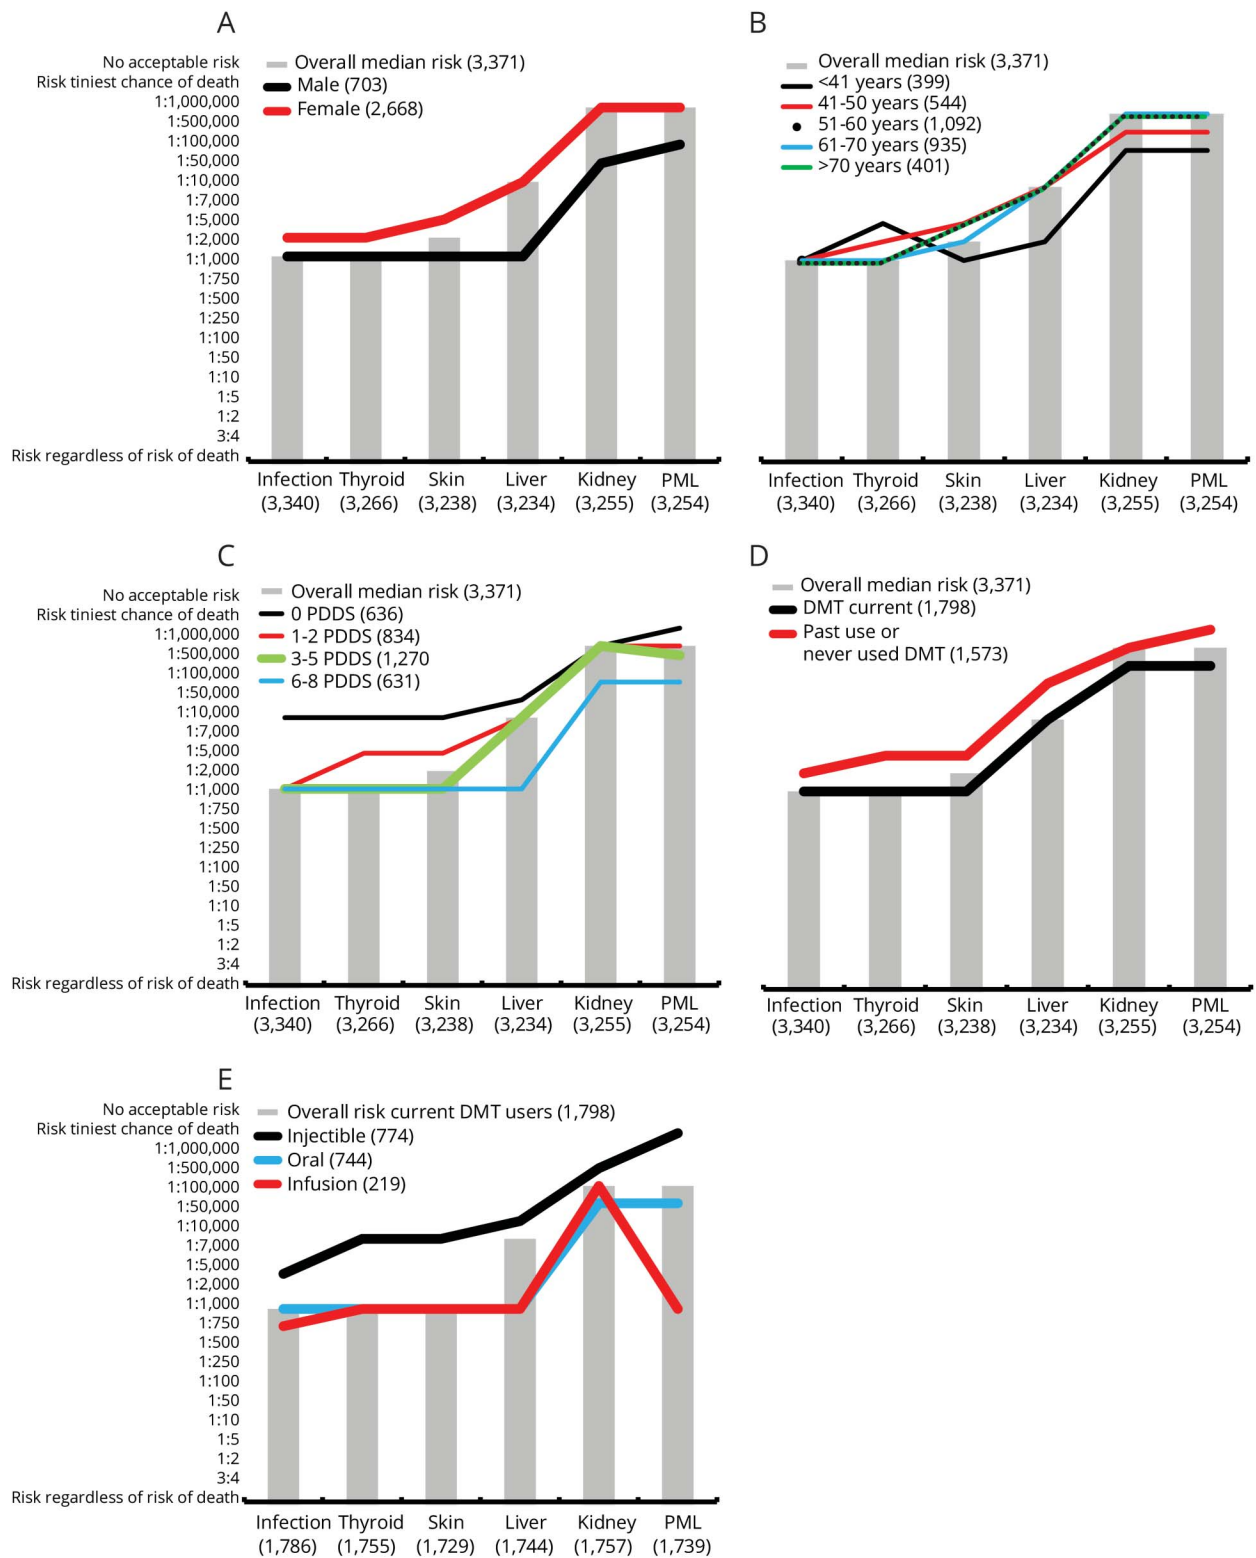 A
No acceptable risk
Risk tiniest chance of death
1:1,000,000
1:500,000
1:100,000
1:50,000
1:10,000
1:7,000
1:5,000
1:2,000
1:1,000
1:750
1:500
1:250
1:100
1:50
1:10
1:5
1:2
3:4
Risk regardless of risk of death
Overall median risk (3,371)
Male (703)
Female (2,668)
Infection Thyroid Skin Liver Kidney PML
(3,340) (3,266) (3,238) (3,234) (3,255) (3,254)
B
Overall median risk (3,371)
<41 years (399)
41-50 years (544)
51-60 years (1,092)
61-70 years (935)
>70 years (401)
Infection Thyroid Skin Liver Kidney PML
(3,340) (3,266) (3,238) (3,234) (3,255) (3,254)
C
No acceptable risk
Risk tiniest chance of death
1:1,000,000
1:500,000
1:100,000
1:50,000
1:10,000
1:7,000
1:5,000
1:2,000
1:1,000
1:750
1:500
1:250
1:100
1:50
1:10
1:5
1:2
3:4
Risk regardless of risk of death
Overall median risk (3,371)
0 PDDS (636)
1-2 PDDS (834)
3-5 PDDS (1,270
6-8 PDDS (631)
Infection Thyroid Skin Liver Kidney PML
(3,340) (3,266) (3,238) (3,234) (3,255) (3,254)
D
Overall median risk (3,371)
DMT current (1,798)
Past use or
never used DMT (1,573)
Infection Thyroid Skin Liver Kidney PML
(3,340) (3,266) (3,238) (3,234) (3,255) (3,254)
E
No acceptable risk
Risk tiniest chance of death
1:1,000,000
1:500,000
1:100,000
1:50,000
1:10,000
1:7,000
1:5,000
1:2,000
1:1,000
1:750
1:500
1:250
1:100
1:50
1:10
1:5
1:2
3:4
Risk regardless of risk of death
Overall risk current DMT users (1,798)
Injectible (774)
Oral (744)
Infusion (219)
Infection Thyroid Skin Liver Kidney PML
(1,786) (1,755) (1,729) (1,744) (1,757) (1,739)